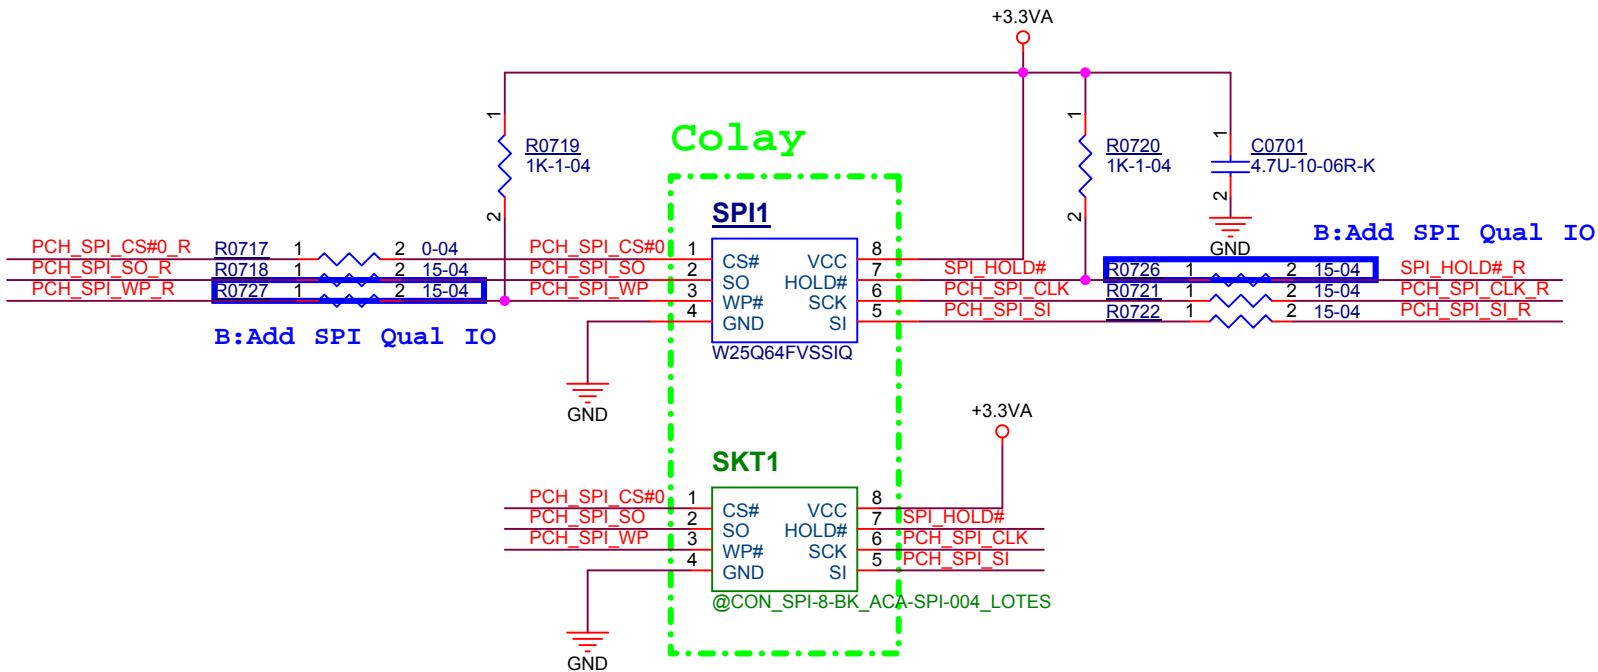 +3.3VA
1 R0719 1K-1-04 2
Colay
1 R0720 1K-1-04 2
1 C0701 4.7U-10-06R-K 2
GND
B:Add SPI Qual IO
SPI1
PCH_SPI_CS#0_R R0717 1 2 0-04 PCH_SPI_CS#0 1 CS# VCC 8
PCH_SPI_SO_R R0718 1 2 15-04 PCH_SPI_SO 2 SO HOLD# 7 SPI_HOLD# R0726 1 2 15-04 SPI_HOLD#_R
PCH_SPI_WP_R R0727 1 2 15-04 PCH_SPI_WP 3 WP# SCK 6 PCH_SPI_CLK R0721 1 2 15-04 PCH_SPI_CLK_R
4 GND SI 5 PCH_SPI_SI R0722 1 2 15-04 PCH_SPI_SI_R
B:Add SPI Qual IO
W25Q64FVSSIQ
GND
+3.3VA
SKT1
PCH_SPI_CS#0 1 CS# VCC 8
PCH_SPI_SO 2 SO HOLD# 7 SPI_HOLD#
PCH_SPI_WP 3 WP# SCK 6 PCH_SPI_CLK
4 GND SI 5 PCH_SPI_SI
@CON_SPI-8-BK_ACA-SPI-004_LOTES
GND